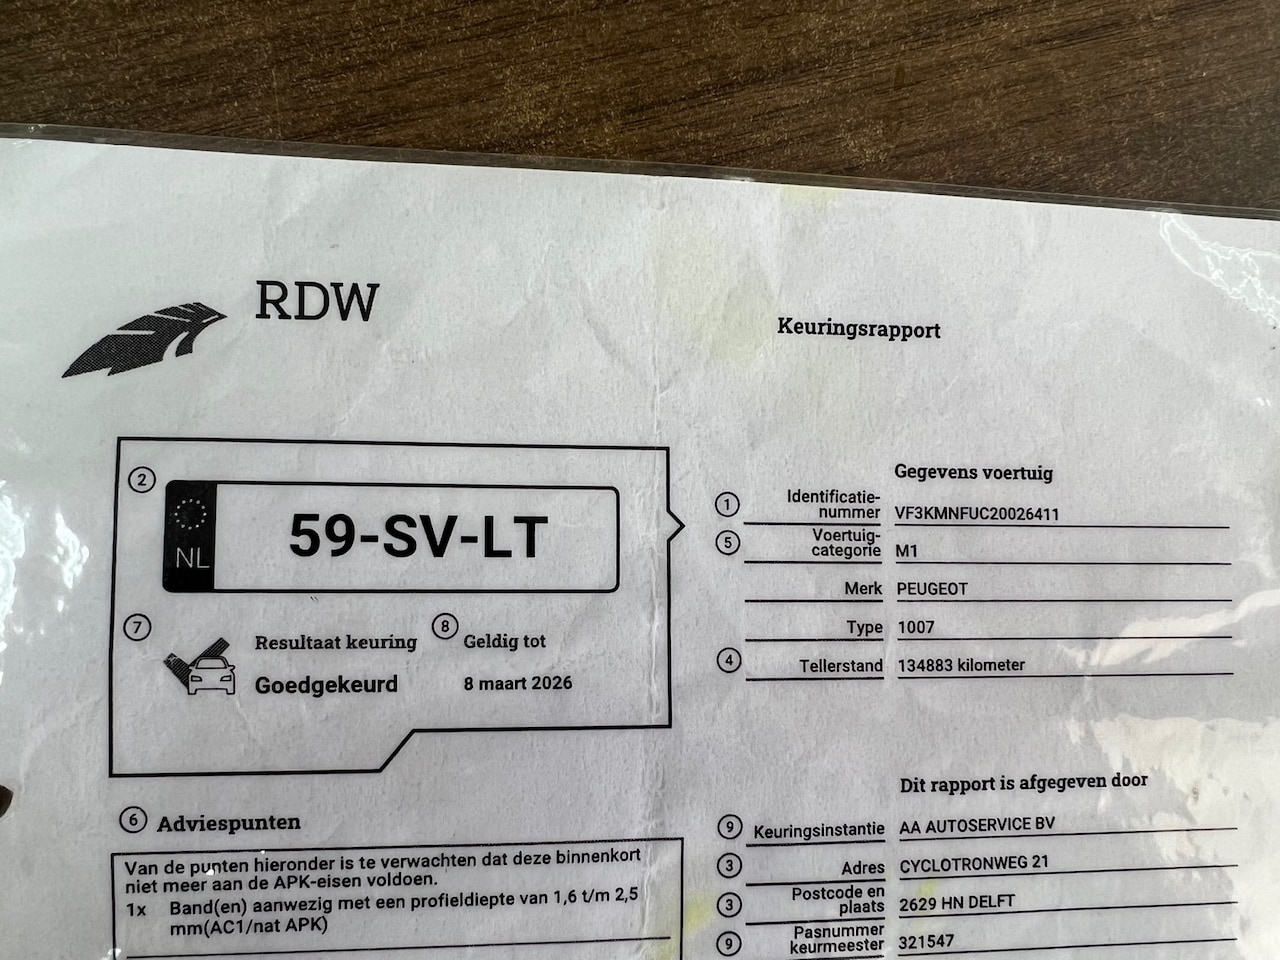 RDW
Keuringsrapport
2
NL
59-SV-LT
7
Resultaat keuring
Goedgekeurd
8
Geldig tot
8 maart 2026
Gegevens voertuig
1
Identificatie-
nummer
VF3KMNFUC20026411
5
Voertuig-
categorie
M1
Merk
PEUGEOT
Type
1007
4
Tellerstand
134883 kilometer
6
Adviespunten
Van de punten hieronder is te verwachten dat deze binnenkort
niet meer aan de APK-eisen voldoen.
1x Band(en) aanwezig met een profieldiepte van 1,6 t/m 2,5
mm(AC1/nat APK)
Dit rapport is afgegeven door
9
Keuringsinstantie
AA AUTOSERVICE BV
3
Adres
CYCLOTRONWEG 21
3
Postcode en
plaats
2629 HN DELFT
9
Pasnummer
keurmeester
321547